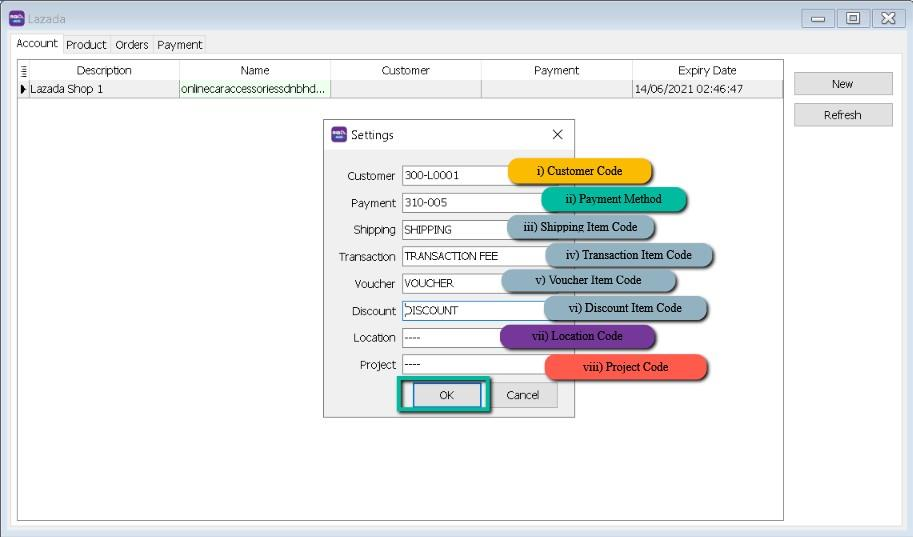 Lazada
Account Product Orders Payment
Description Name Customer Payment Expiry Date
Lazada Shop 1 onlinecaraccessoriessdnbhd... 14/06/2021 02:46:47
New
Refresh
Settings
Customer 300-L0001 i) Customer Code
Payment 310-005 ii) Payment Method
Shipping SHIPPING iii) Shipping Item Code
Transaction TRANSACTION FEE iv) Transaction Item Code
Voucher VOUCHER v) Voucher Item Code
Discount DISCOUNT vi) Discount Item Code
Location ---- vii) Location Code
Project ---- viii) Project Code
OK Cancel